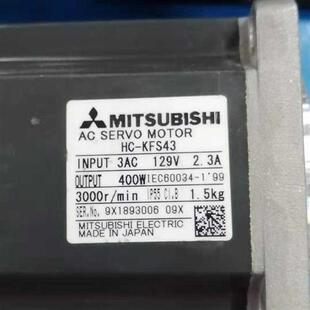 MITSUBISHI
AC SERVO MOTOR
HC-KFS43
INPUT 3AC 129V 2.3A
OUTPUT 400W IEC60034-1'99
3000r/min IP55 Cl.B 1.5kg
SER.No. 9X1893006 09X
MITSUBISHI ELECTRIC
MADE IN JAPAN